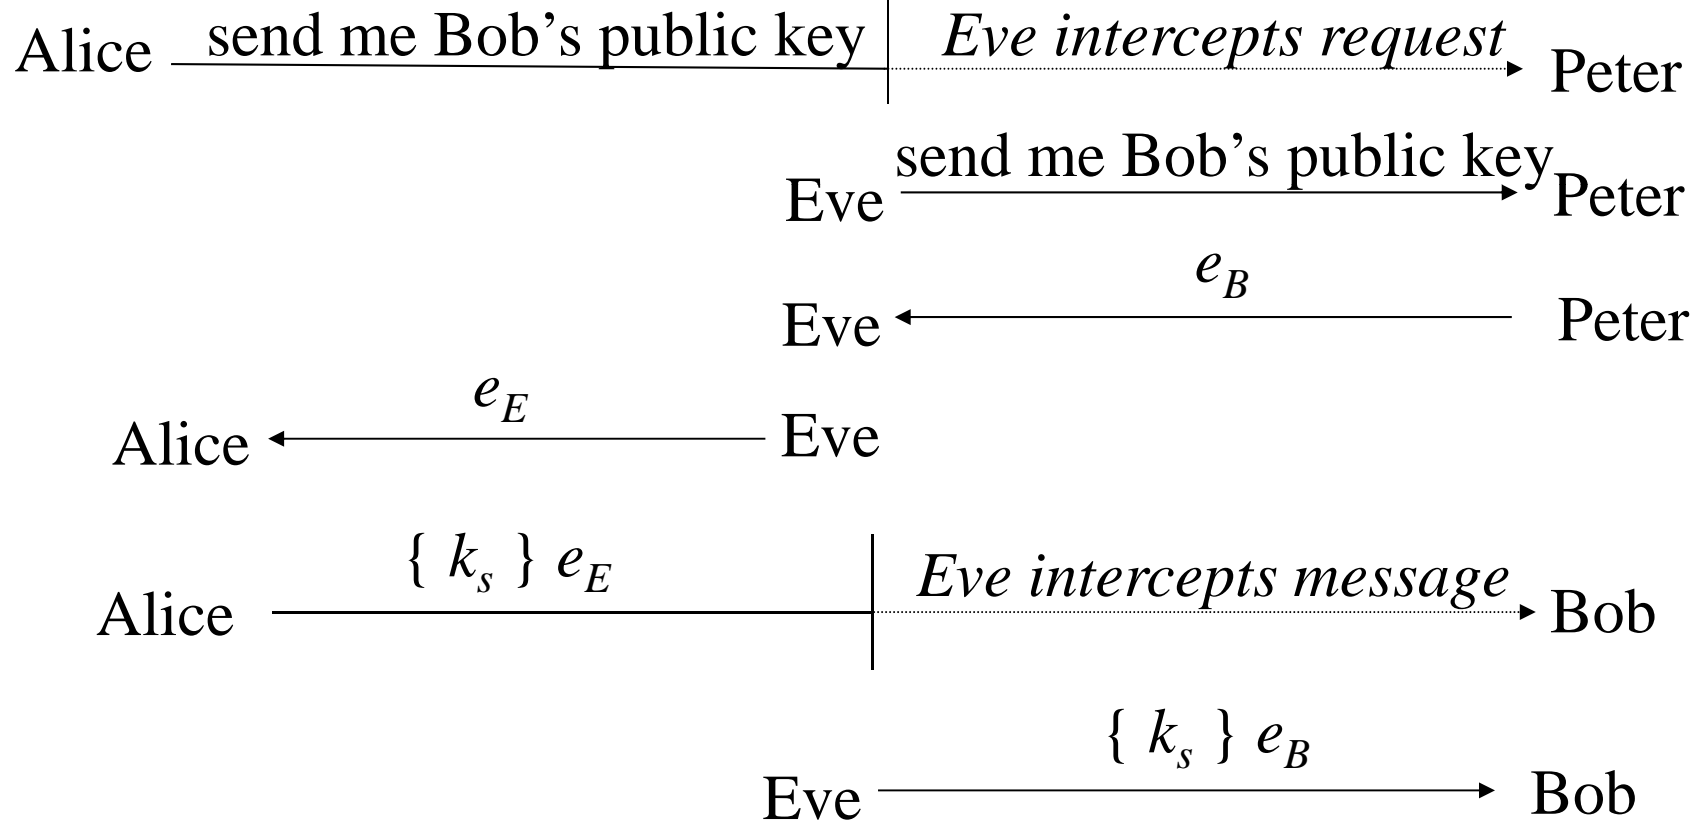 Alice send me Bob’s public key Eve intercepts request Peter
Eve send me Bob’s public key Peter
Eve e_B Peter
Alice e_E Eve
Alice { k_s } e_E Eve intercepts message Bob
Eve { k_s } e_B Bob